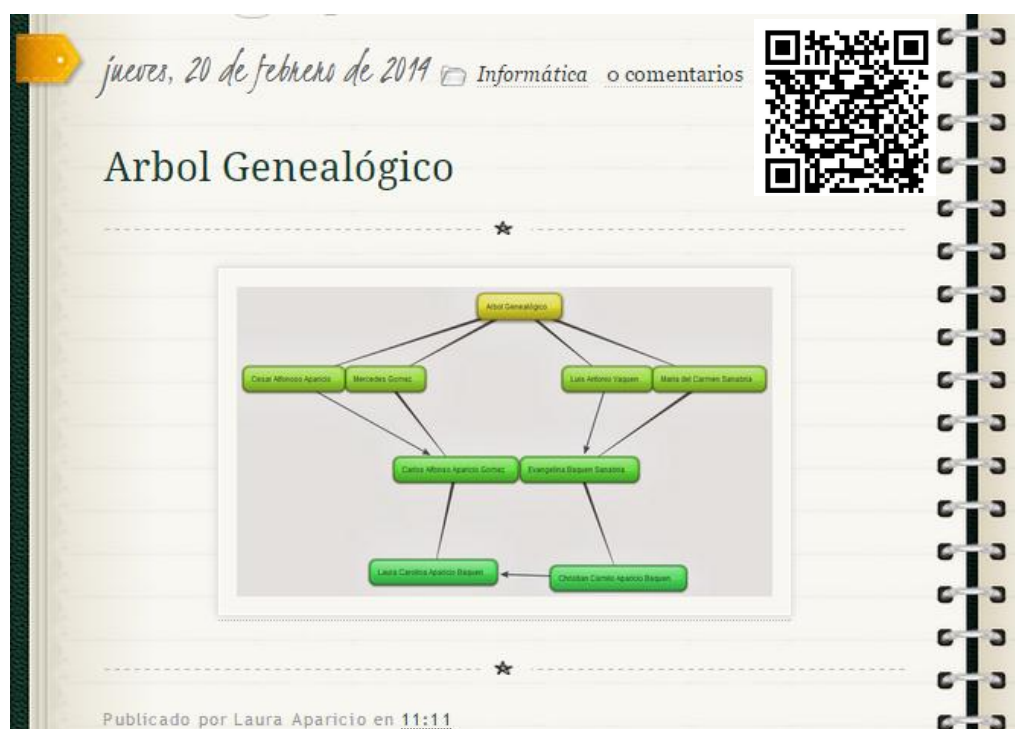 jueves, 20 de febrero de 2014 Informática 0 comentarios
Arbol Genealógico
Arbol Genealógico
Cesar Alfonoso Aparicio Mercedes Gomez Luis Antonio Vaquen Maria del Carmen Sanabria
Carlos Alfonso Aparicio Gomez Evangelina Baquen Sanabria
Laura Carolina Aparicio Baquen Christian Camilo Aparicio Baquen
Publicado por Laura Aparicio en 11:11